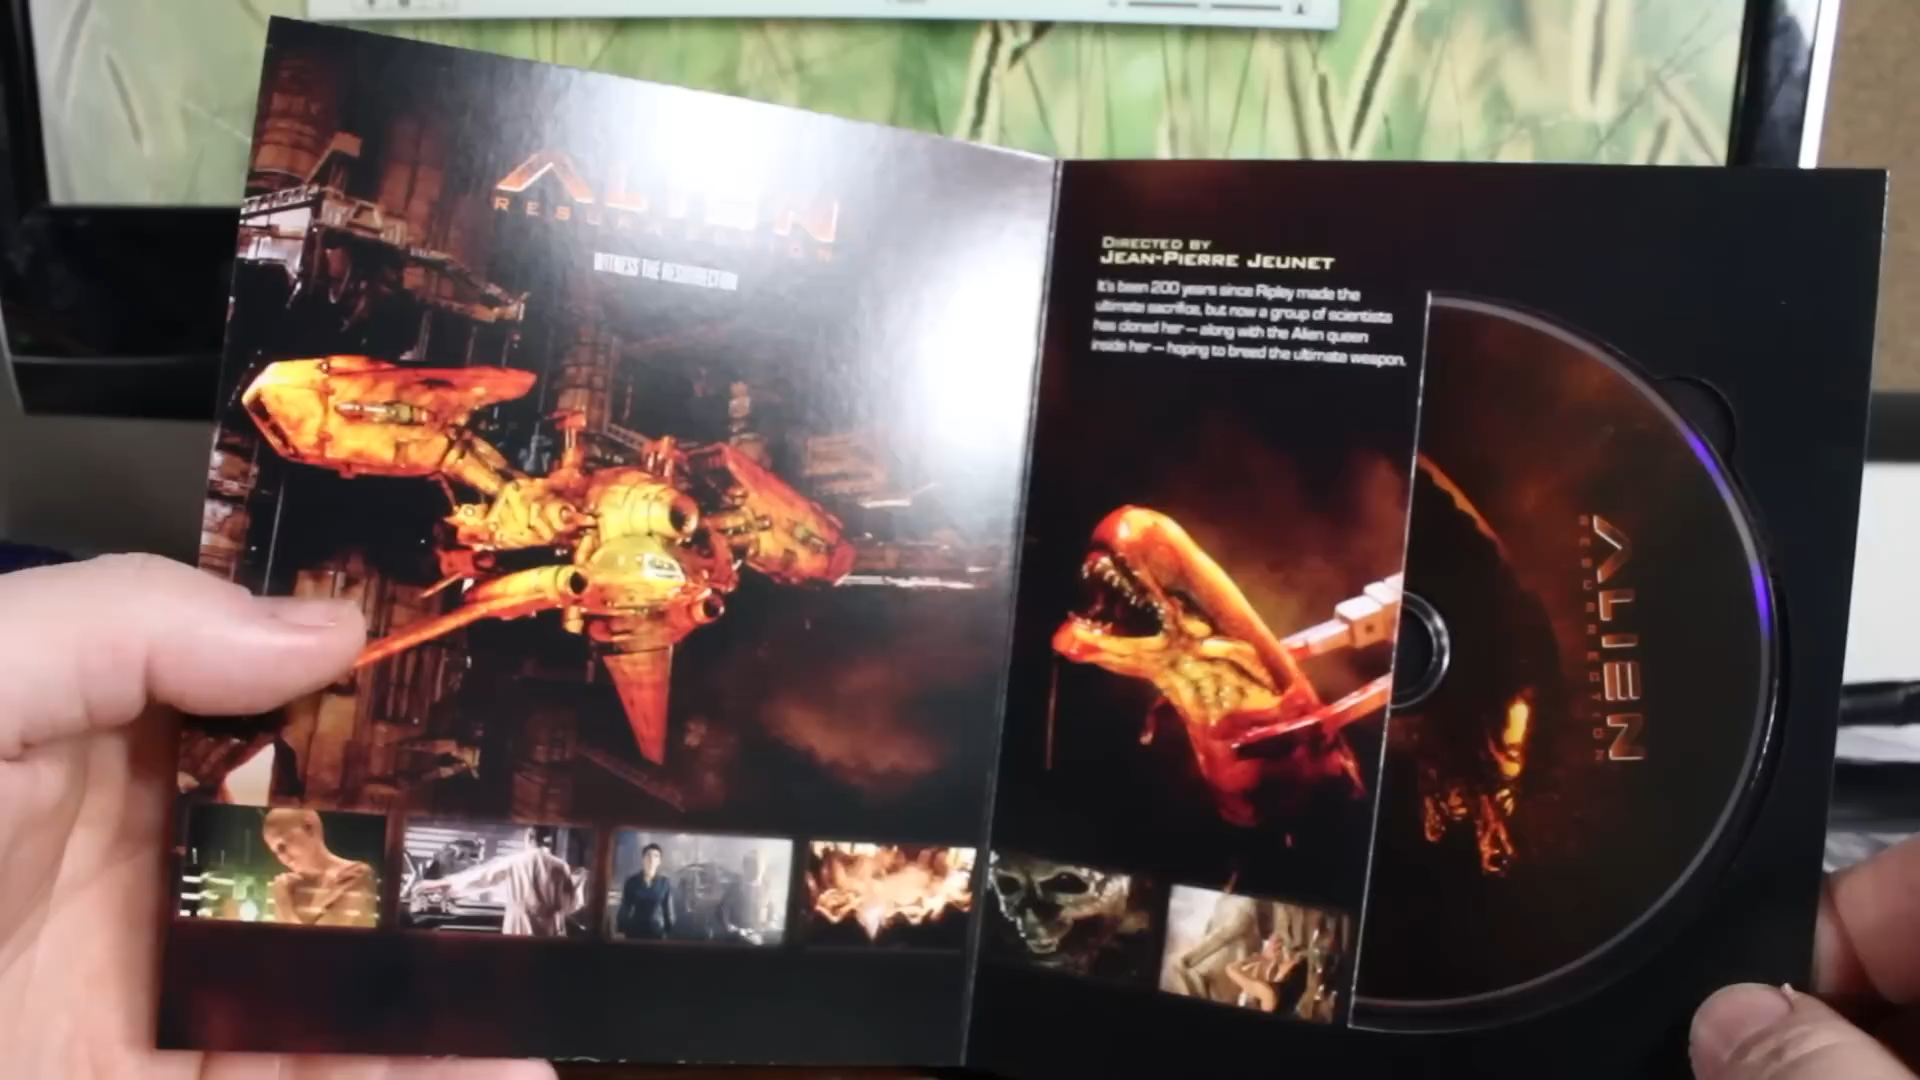 ALIEN
RESURRECTION
WITNESS THE RESURRECTION
DIRECTED BY
JEAN-PIERRE JEUNET
It's been 200 years since Ripley made the
ultimate sacrifice, but now a group of scientists
has cloned her — along with the Alien queen
inside her — hoping to breed the ultimate weapon.
ALIEN
RESURRECTION